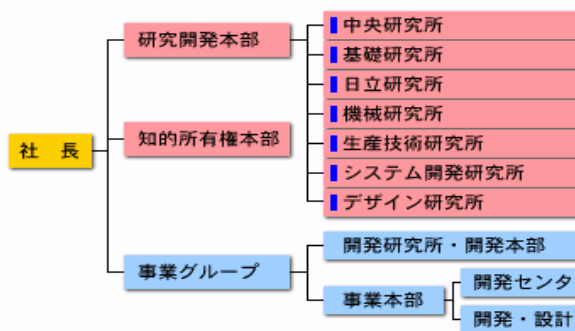 社長
研究開発本部
中央研究所
基礎研究所
日立研究所
機械研究所
生産技術研究所
システム開発研究所
デザイン研究所
知的所有権本部
事業グループ
開発研究所・開発本部
事業本部
開発センタ
開発・設計